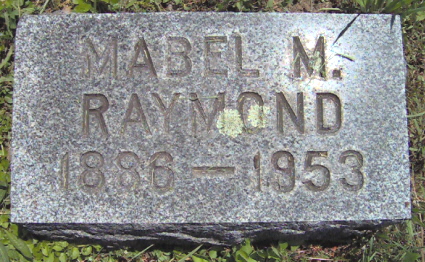 MABEL M.
RAYMOND
1886 — 1953